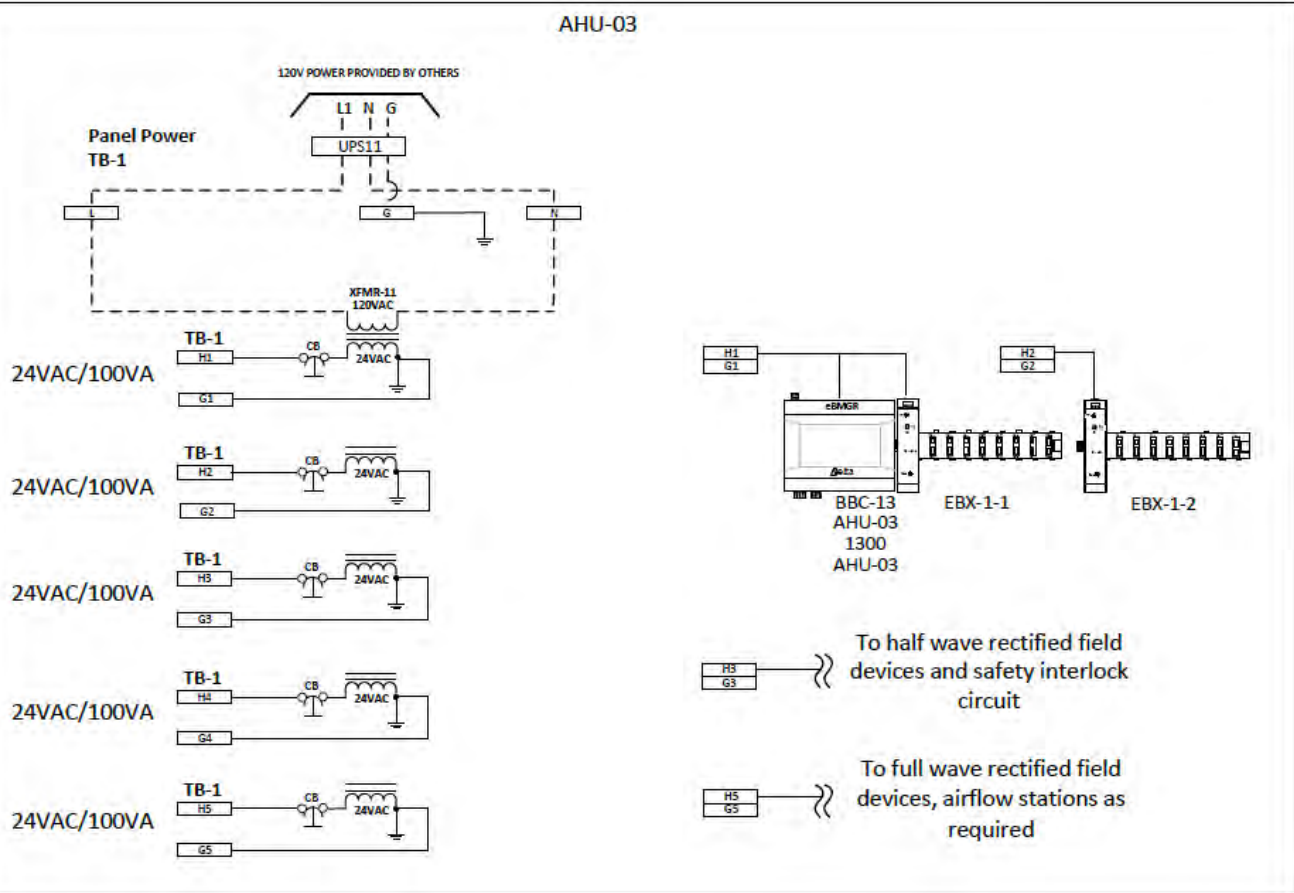 AHU-03
120V POWER PROVIDED BY OTHERS
L1 N G
Panel Power
TB-1
UPS11
L
G
N
XFMR-11
120VAC
TB-1
CB
H1
24VAC
24VAC/100VA
G1
TB-1
CB
H2
24VAC
24VAC/100VA
G2
TB-1
CB
H3
24VAC
24VAC/100VA
G3
TB-1
CB
H4
24VAC
24VAC/100VA
G4
TB-1
CB
H5
24VAC
24VAC/100VA
G5
H1
G1
H2
G2
eBMGR
Delta
BBC-13
AHU-03
1300
AHU-03
EBX-1-1
EBX-1-2
H3
G3
To half wave rectified field
devices and safety interlock
circuit
H5
G5
To full wave rectified field
devices, airflow stations as
required